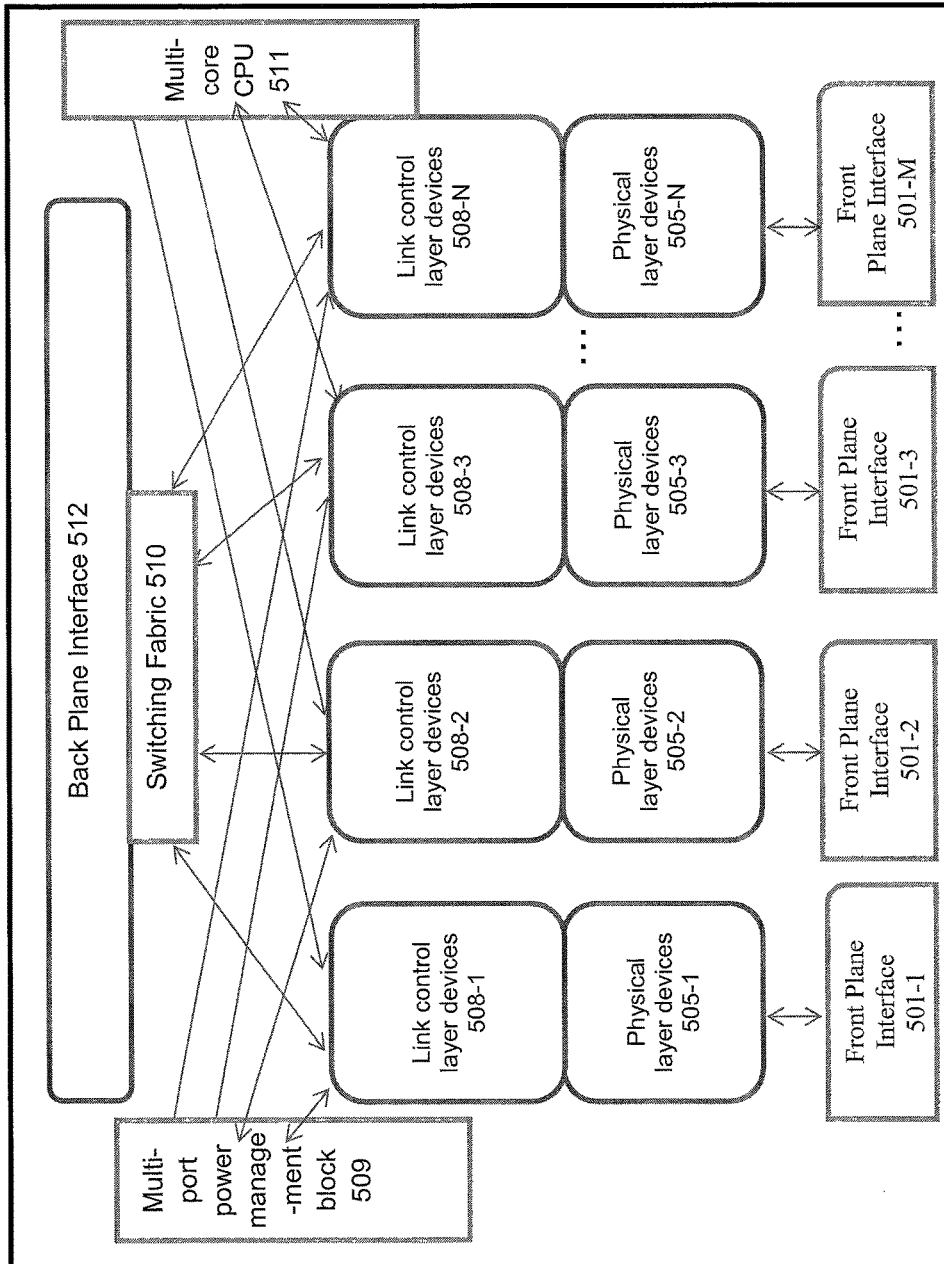 Back Plane Interface 512
Switching Fabric 510
Multi-
port
power
manage
-ment
block
509
Multi-
core
CPU
511
Link control
layer devices
508-1
Link control
layer devices
508-2
Link control
layer devices
508-3
Link control
layer devices
508-N
Physical
layer devices
505-1
Physical
layer devices
505-2
Physical
layer devices
505-3
...
Physical
layer devices
505-N
Front Plane
Interface
501-1
Front Plane
Interface
501-2
Front Plane
Interface
501-3
...
Front
Plane Interface
501-M